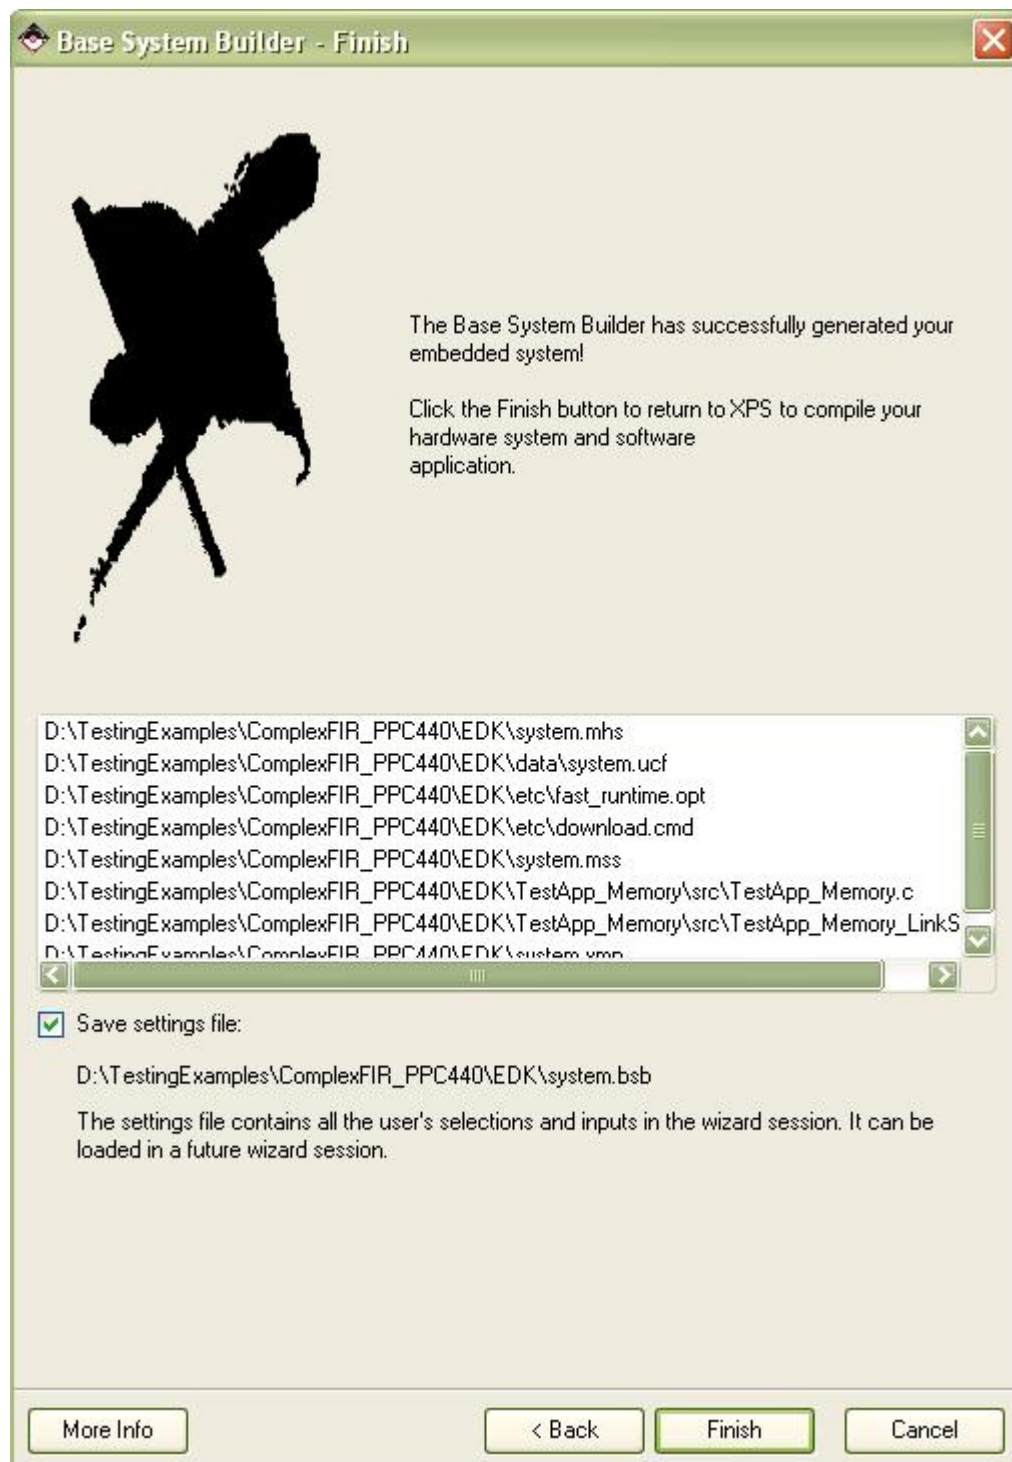 Base System Builder - Finish
The Base System Builder has successfully generated your
embedded system!
Click the Finish button to return to XPS to compile your
hardware system and software
application.
D:\TestingExamples\ComplexFIR_PPC440\EDK\system.mhs
D:\TestingExamples\ComplexFIR_PPC440\EDK\data\system.ucf
D:\TestingExamples\ComplexFIR_PPC440\EDK\etc\fast_runtime.opt
D:\TestingExamples\ComplexFIR_PPC440\EDK\etc\download.cmd
D:\TestingExamples\ComplexFIR_PPC440\EDK\system.mss
D:\TestingExamples\ComplexFIR_PPC440\EDK\TestApp_Memory\src\TestApp_Memory.c
D:\TestingExamples\ComplexFIR_PPC440\EDK\TestApp_Memory\src\TestApp_Memory_LinkS
D:\TestingExamples\ComplexFIR_PPC440\EDK\system.xmp
Save settings file:
D:\TestingExamples\ComplexFIR_PPC440\EDK\system.bsb
The settings file contains all the user's selections and inputs in the wizard session. It can be
loaded in a future wizard session.
More Info
< Back
Finish
Cancel